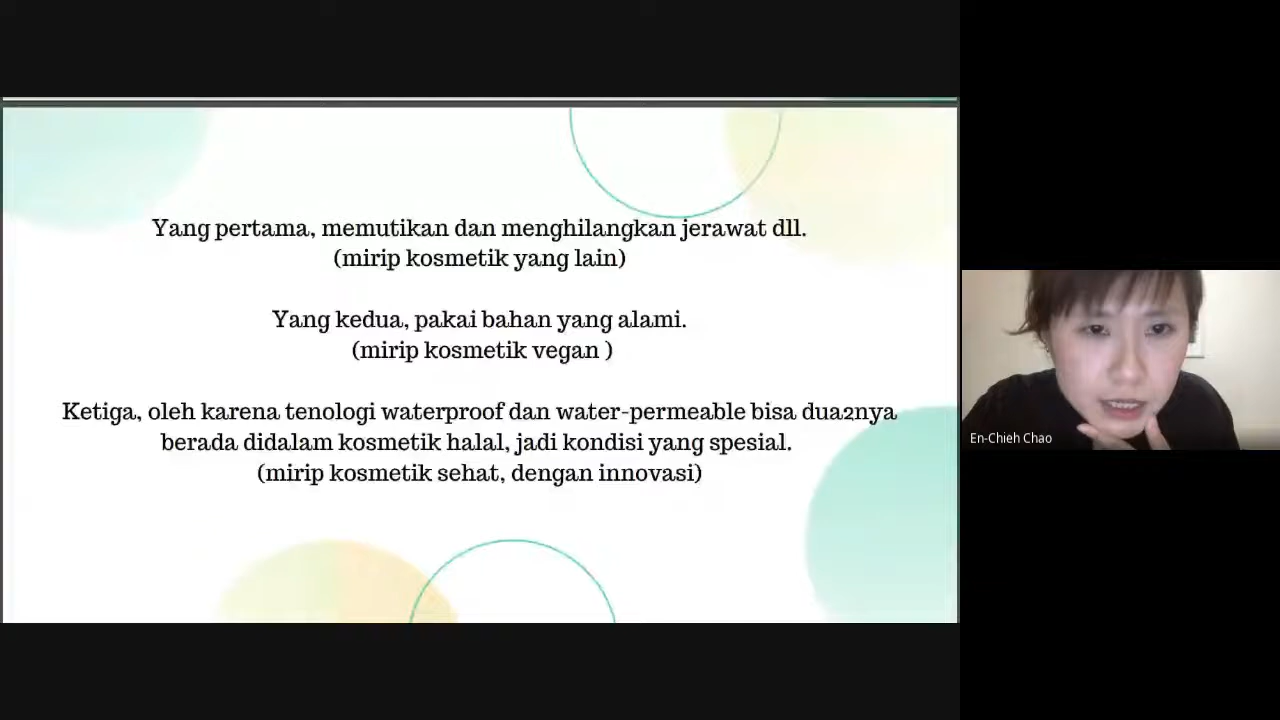 Yang pertama, memutikan dan menghilangkan jerawat dll.
(mirip kosmetik yang lain)
Yang kedua, pakai bahan yang alami.
(mirip kosmetik vegan )
Ketiga, oleh karena tenologi waterproof dan water-permeable bisa dua2nya
berada didalam kosmetik halal, jadi kondisi yang spesial.
(mirip kosmetik sehat, dengan innovasi)
En-Chieh Chao